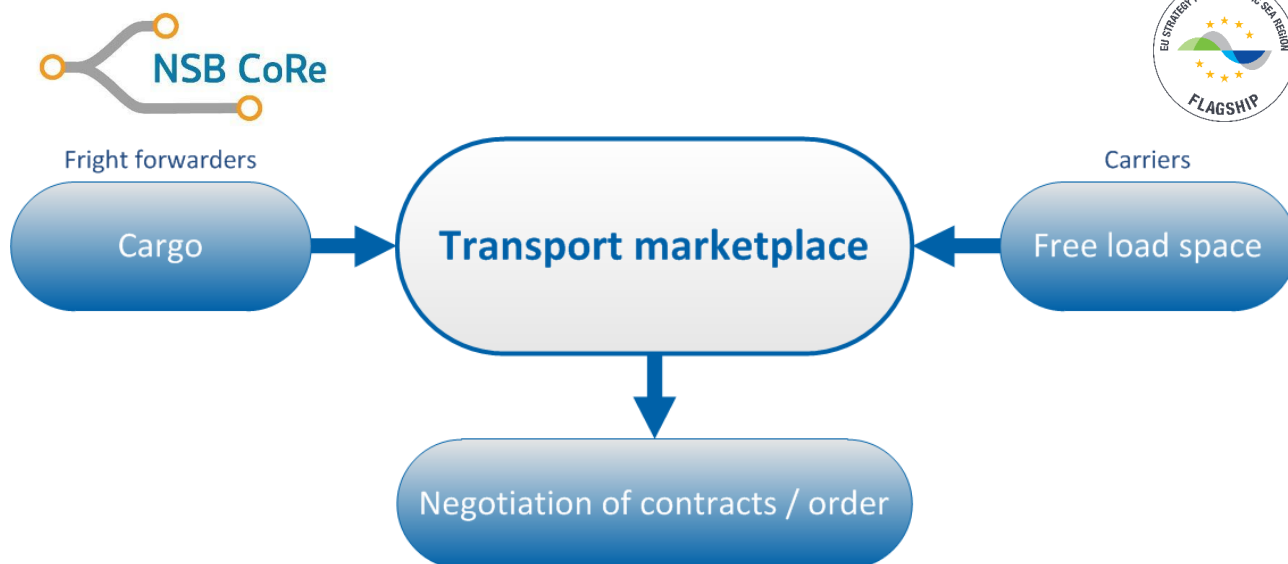 NSB CoRe
EU STRATEGY
SEA REGION
FLAGSHIP
Fright forwarders
Carriers
Cargo
Transport marketplace
Free load space
Negotiation of contracts / order